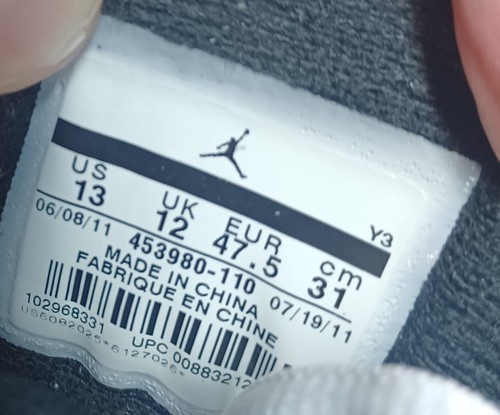 Y3
US UK EUR cm
13 12 47.5 31
06/08/11 453980-110 07/19/11
MADE IN CHINA
FABRIQUE EN CHINE
102968331 UPC 00883212